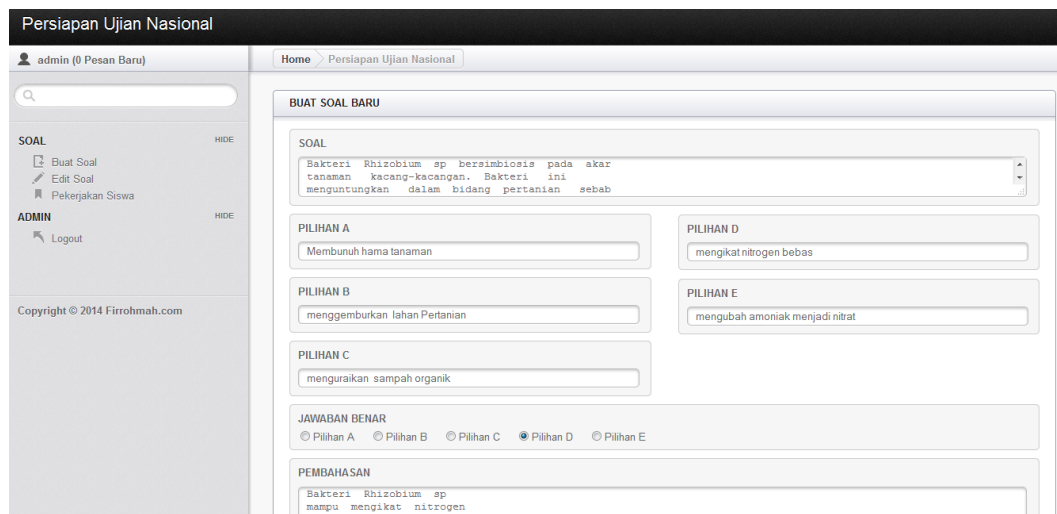 Persiapan Ujian Nasional
admin (0 Pesan Baru)
Home Persiapan Ujian Nasional
SOAL HIDE
Buat Soal
Edit Soal
Pekerjakan Siswa
ADMIN HIDE
Logout
Copyright © 2014 Firrohmah.com
BUAT SOAL BARU
SOAL
Bakteri Rhizobium sp bersimbiosis pada akar
tanaman kacang-kacangan. Bakteri ini
menguntungkan dalam bidang pertanian sebab
PILIHAN A
Membunuh hama tanaman
PILIHAN B
menggemburkan lahan Pertanian
PILIHAN C
menguraikan sampah organik
PILIHAN D
mengikat nitrogen bebas
PILIHAN E
mengubah amoniak menjadi nitrat
JAWABAN BENAR
Pilihan A Pilihan B Pilihan C Pilihan D Pilihan E
PEMBAHASAN
Bakteri Rhizobium sp
mampu mengikat nitrogen